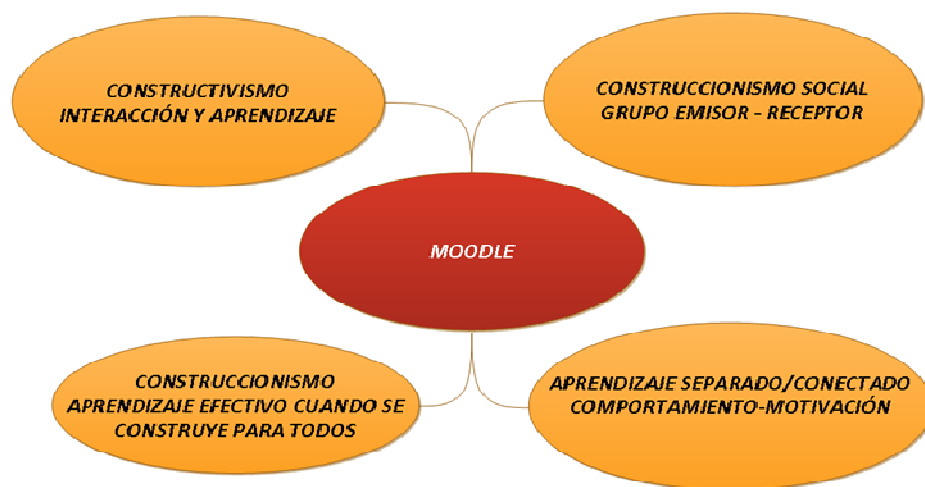 CONSTRUCTIVISMO
INTERACCIÓN Y APRENDIZAJE
CONSTRUCCIONISMO SOCIAL
GRUPO EMISOR – RECEPTOR
MOODLE
CONSTRUCCIONISMO
APRENDIZAJE EFECTIVO CUANDO SE
CONSTRUYE PARA TODOS
APRENDIZAJE SEPARADO/CONECTADO
COMPORTAMIENTO-MOTIVACIÓN